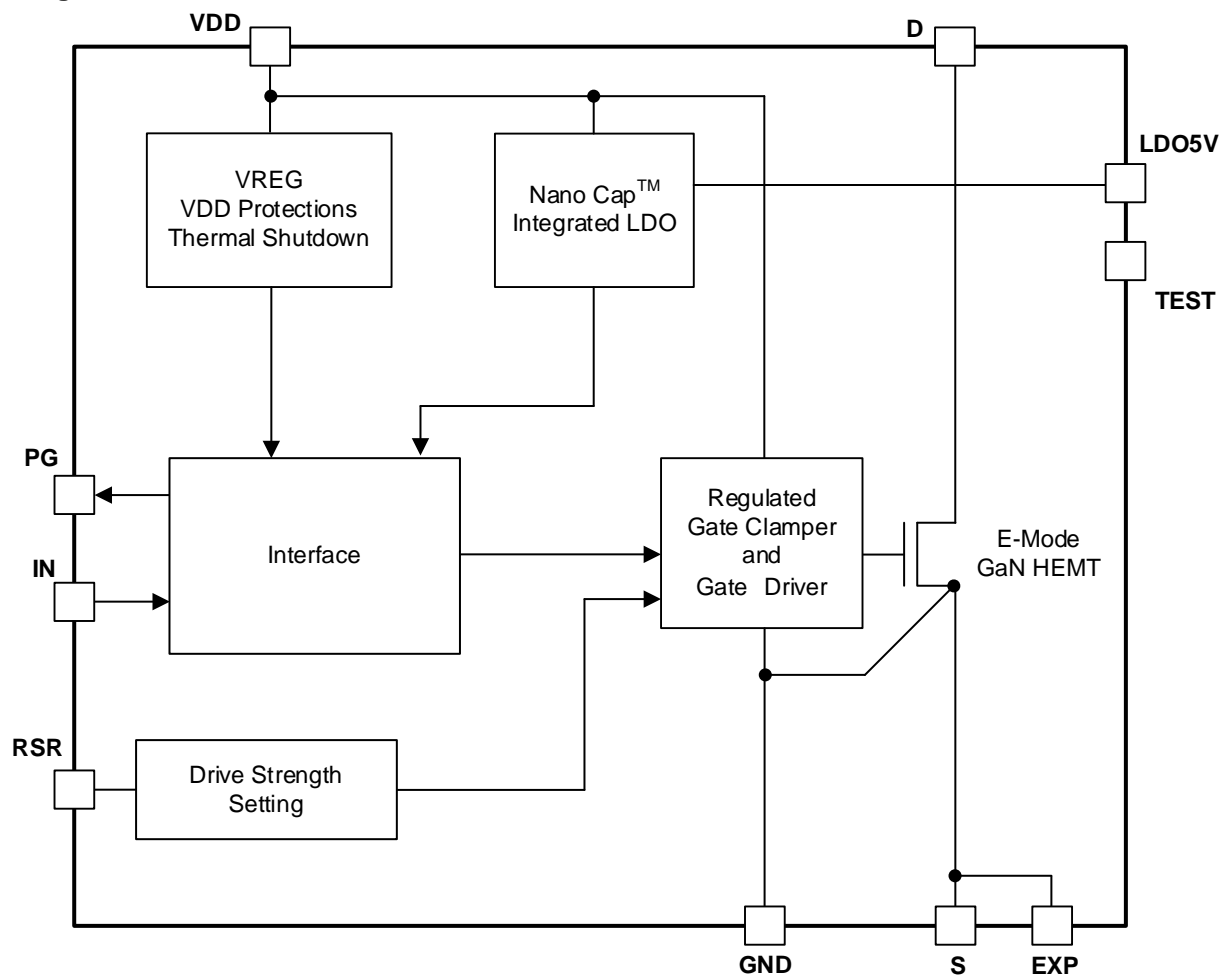 VDD
D
LDO5V
VREG
VDD Protections
Thermal Shutdown
Nano Cap™
Integrated LDO
TEST
PG
IN
Interface
Regulated
Gate Clamper
and
Gate Driver
E-Mode
GaN HEMT
RSR
Drive Strength
Setting
GND
S
EXP